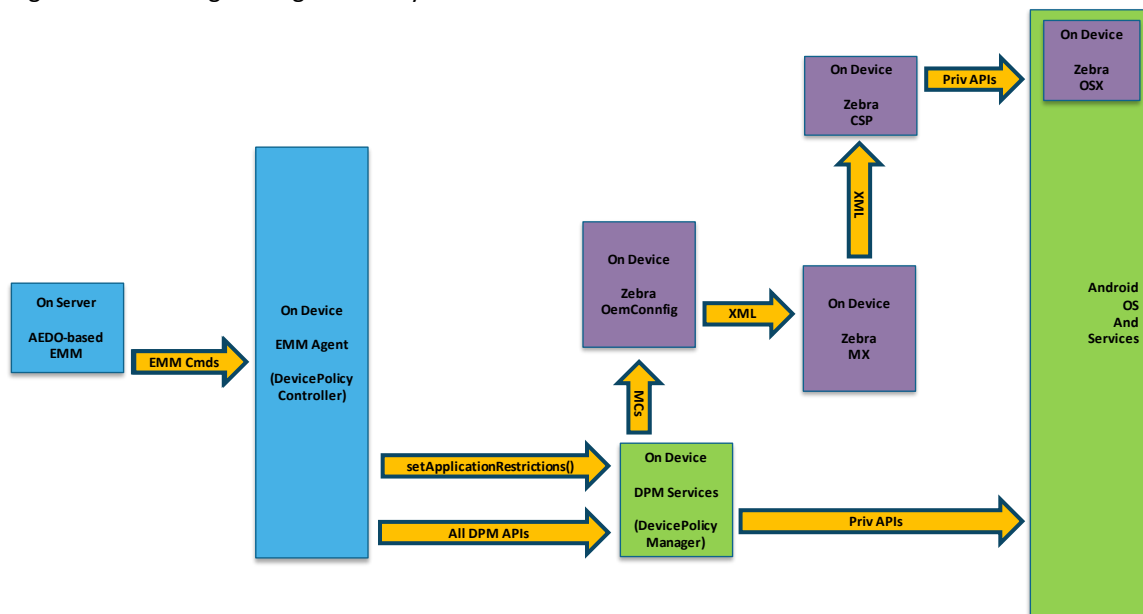 On Device
Zebra
OSX
On Device
Zebra
CSP
Priv APIs
XML
On Device
Zebra
OemConnfig
XML
On Device
Zebra
MX
On Server
AEDO-based
EMM
EMM Cmds
On Device
EMM Agent
(DevicePolicy
Controller)
MCs
setApplicationRestrictions()
All DPM APIs
On Device
DPM Services
(DevicePolicy
Manager)
Priv APIs
Android
OS
And
Services